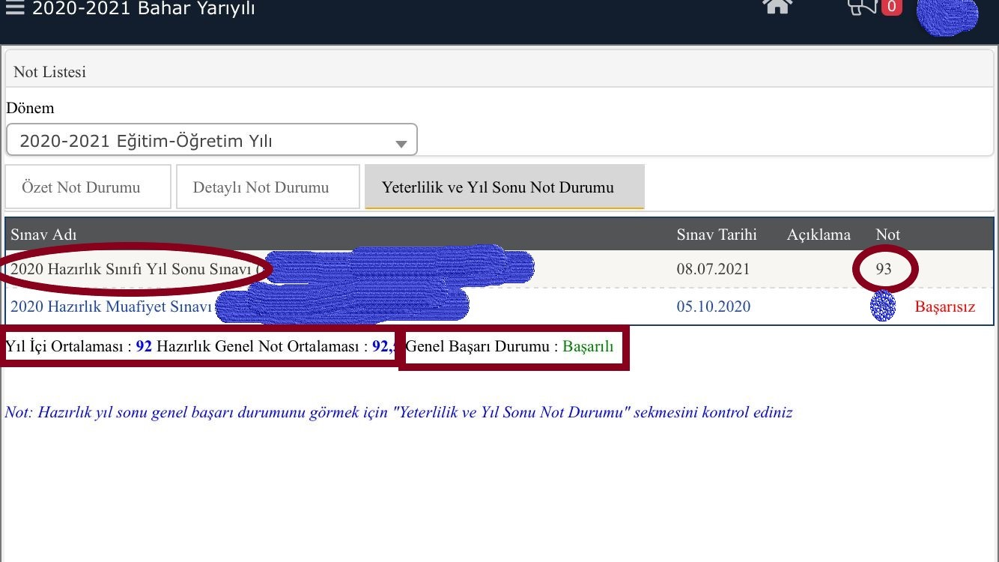 2020-2021 Bahar Yarıyılı
0
Not Listesi
Dönem
2020-2021 Eğitim-Öğretim Yılı
Özet Not Durumu Detaylı Not Durumu Yeterlilik ve Yıl Sonu Not Durumu
Sınav Adı Sınav Tarihi Açıklama Not
2020 Hazırlık Sınıfı Yıl Sonu Sınavı ( 08.07.2021 93
2020 Hazırlık Muafiyet Sınavı 05.10.2020 Başarısız
Yıl İçi Ortalaması : 92 Hazırlık Genel Not Ortalaması : 92, Genel Başarı Durumu : Başarılı
Not: Hazırlık yıl sonu genel başarı durumunu görmek için "Yeterlilik ve Yıl Sonu Not Durumu" sekmesini kontrol ediniz